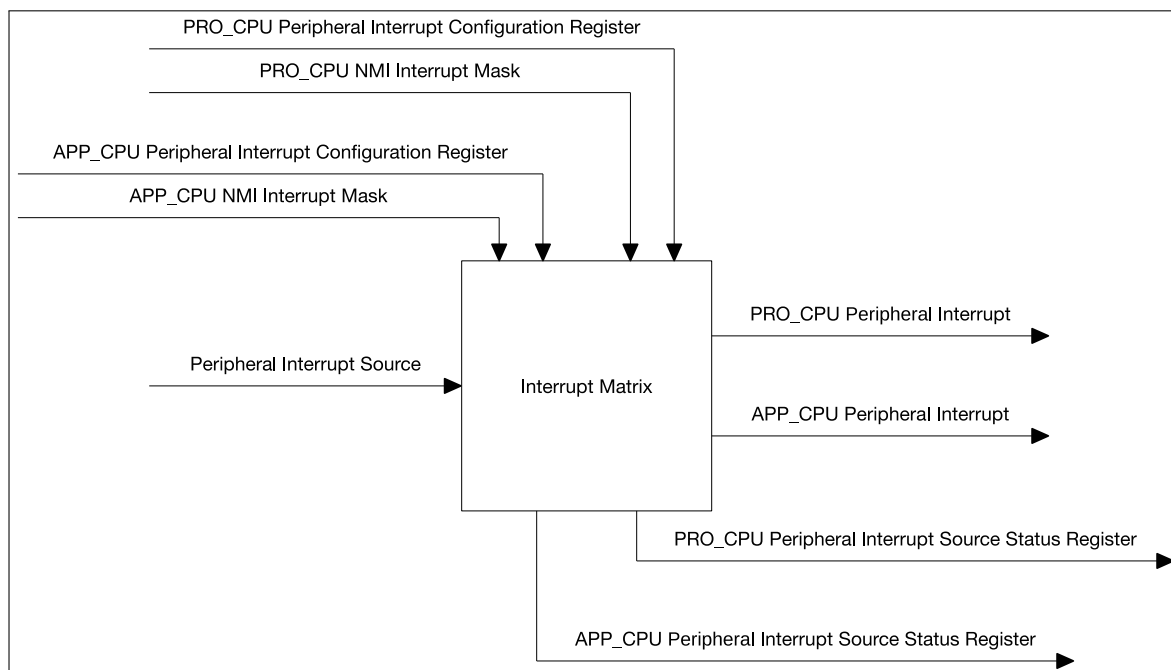 PRO_CPU Peripheral Interrupt Configuration Register
PRO_CPU NMI Interrupt Mask
APP_CPU Peripheral Interrupt Configuration Register
APP_CPU NMI Interrupt Mask
PRO_CPU Peripheral Interrupt
Peripheral Interrupt Source
Interrupt Matrix
APP_CPU Peripheral Interrupt
PRO_CPU Peripheral Interrupt Source Status Register
APP_CPU Peripheral Interrupt Source Status Register